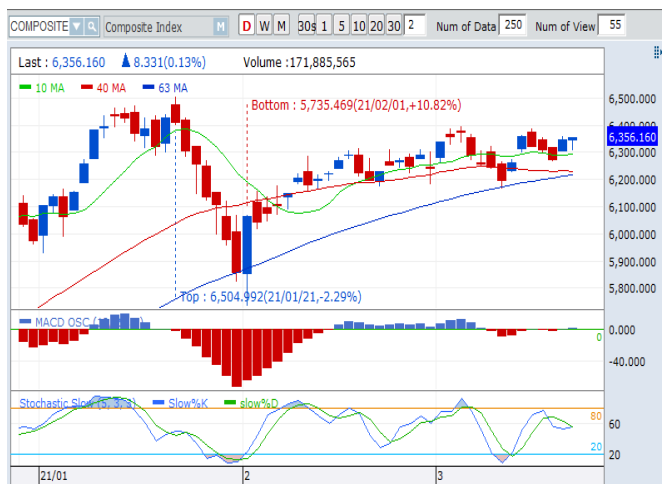 COMPOSITE Composite Index M D W M 30s 1 5 10 20 30 2 Num of Data 250 Num of View 55
Last : 6,356.160 ▲ 8.331(0.13%) Volume :171,885,565
10 MA 40 MA 63 MA
Bottom : 5,735.469(21/02/01,+10.82%)
6,500.000
6,356.160
6,300.000
6,200.000
6,100.000
6,000.000
5,900.000
5,800.000
Top : 6,504.992(21/01/21,-2.29%)
MACD OSC
0.000
0
-40.000
Stochastic Slow (5, 3, 3) Slow%K slow%D
80
60
20
20
21/01 2 3